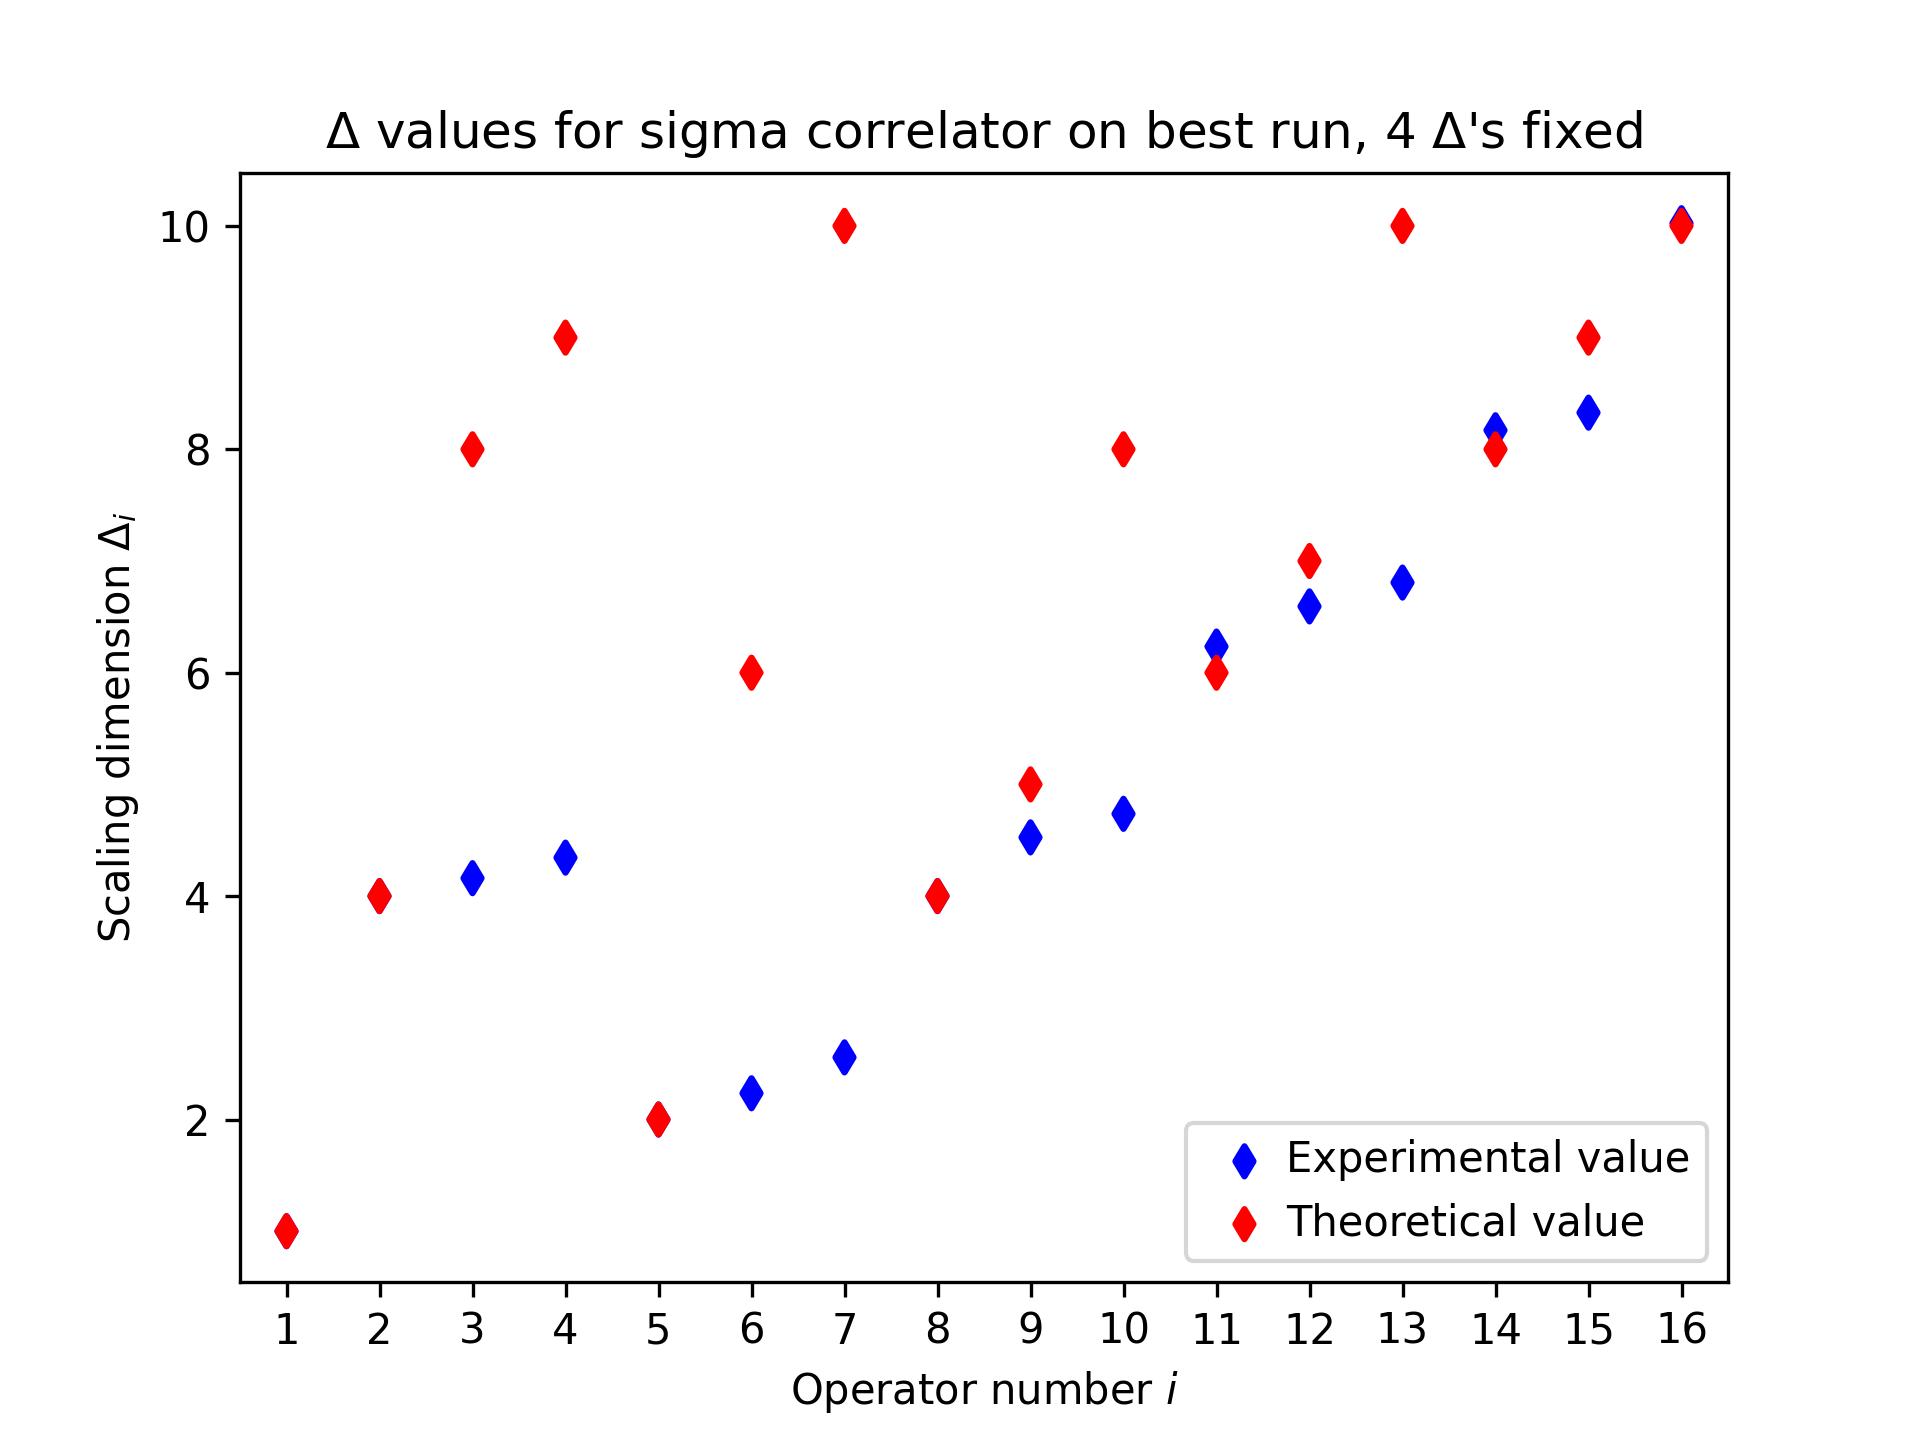 Δ values for sigma correlator on best run, 4 Δ's fixed
10
8
6
4
2
Scaling dimension Δᵢ
Experimental value
Theoretical value
1 2 3 4 5 6 7 8 9 10 11 12 13 14 15 16
Operator number i